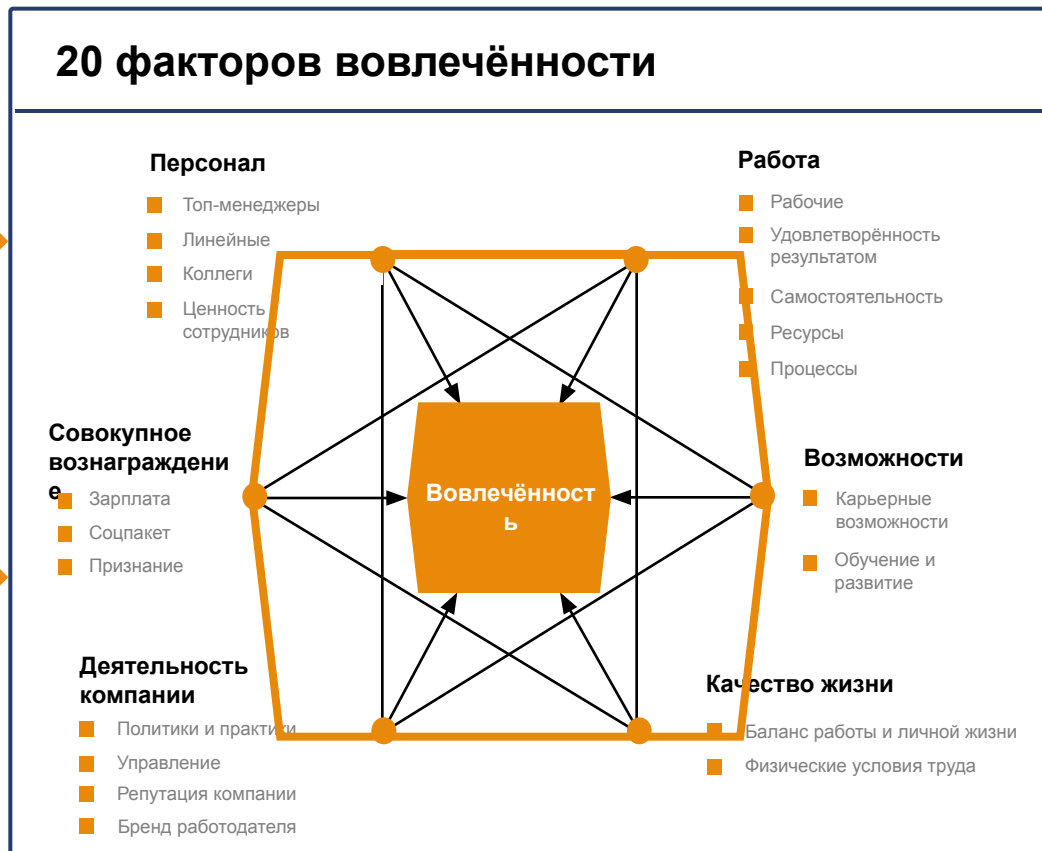 20 факторов вовлечённости
Персонал
Топ-менеджеры
Линейные
Коллеги
Ценность
сотрудников
Работа
Рабочие
Удовлетворённость
результатом
Самостоятельность
Ресурсы
Процессы
Совокупное
вознаграждени
е
Зарплата
Соцпакет
Признание
Вовлечённост
ь
Возможности
Карьерные
возможности
Обучение и
развитие
Деятельность
компании
Политики и практики
Управление
Репутация компании
Бренд работодателя
Качество жизни
Баланс работы и личной жизни
Физические условия труда